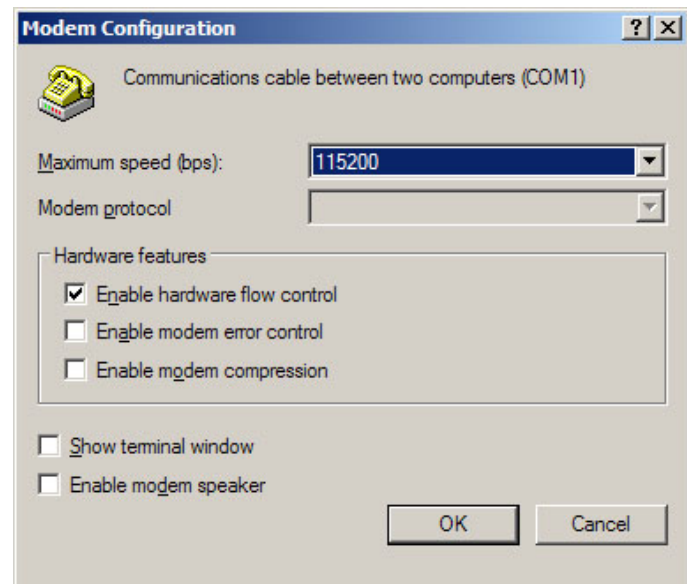 Modem Configuration
Communications cable between two computers (COM1)
Maximum speed (bps):
115200
Modem protocol
Hardware features
Enable hardware flow control
Enable modem error control
Enable modem compression
Show terminal window
Enable modem speaker
OK
Cancel